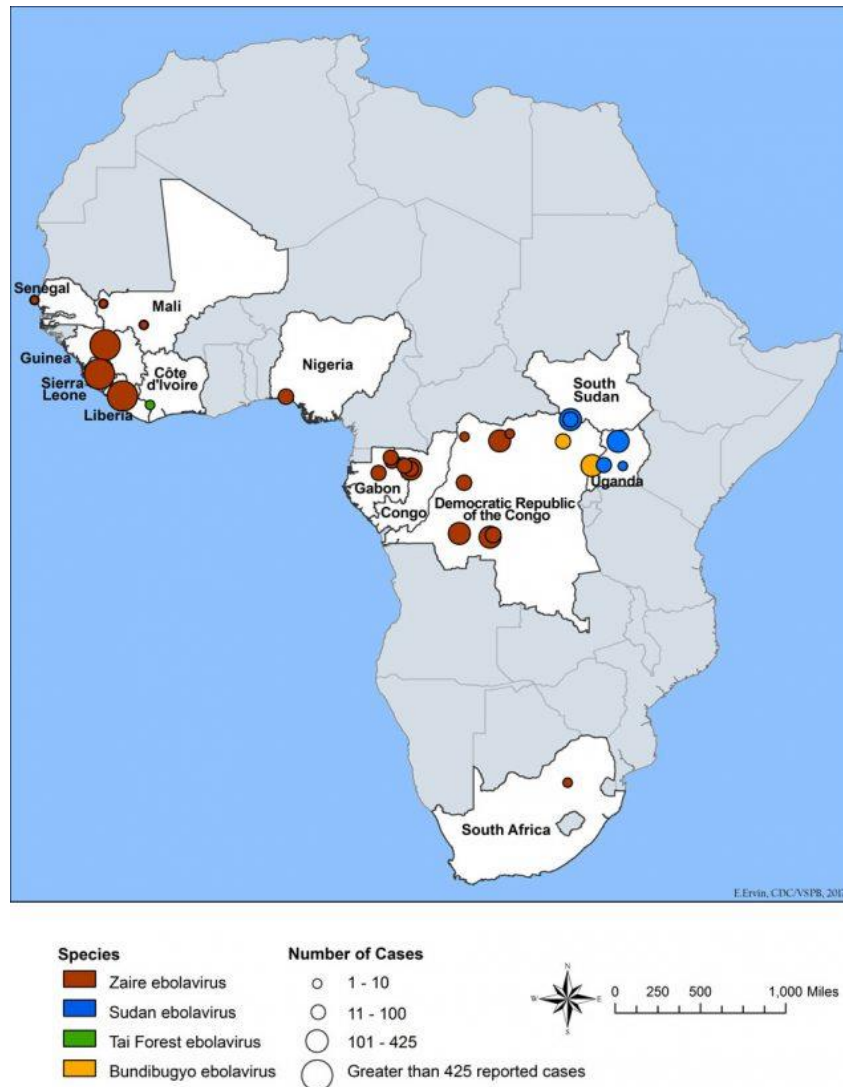 Senegal
Mali
Guinea
Côte
d'Ivoire
Sierra
Leone
Liberia
Nigeria
South
Sudan
Gabon
Congo
Democratic Republic
of the Congo
Uganda
South Africa
E.Ervin, CDC/VSPB,
Species
Zaire ebolavirus
Sudan ebolavirus
Tai Forest ebolavirus
Bundibugyo ebolavirus
Number of Cases
1 - 10
11 - 100
101 - 425
Greater than 425 reported cases
N
W E
S
0 250 500 1,000 Miles